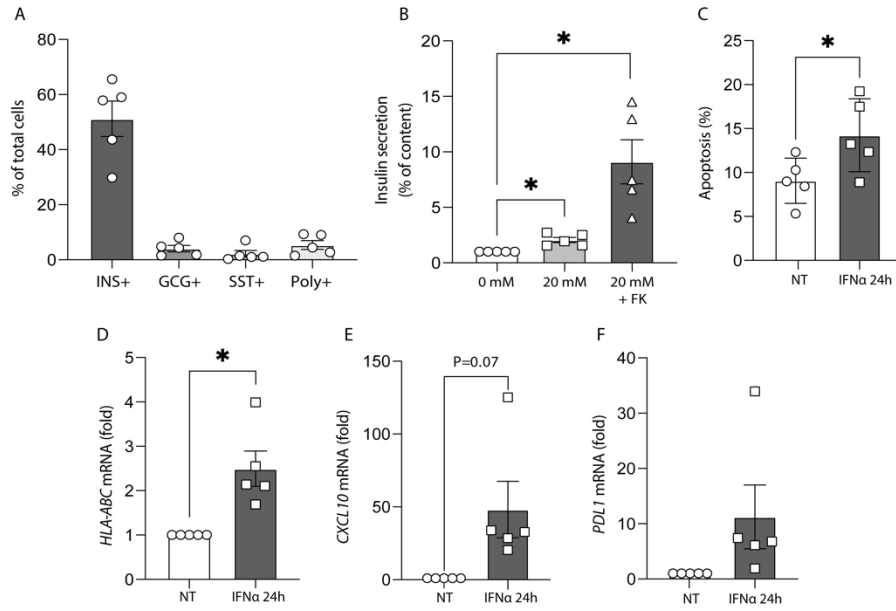 A
% of total cells
80
60
40
20
0
INS+ GCG+ SST+ Poly+
B
Insulin secretion
(% of content)
20
15
10
5
0
*
*
0 mM 20 mM 20 mM
+ FK
C
Apoptosis (%)
25
20
15
10
5
0
*
NT IFNα 24h
D
HLA-ABC mRNA (fold)
5
4
3
2
1
0
*
NT IFNα 24h
E
CXCL10 mRNA (fold)
150
100
50
0
P=0.07
NT IFNα 24h
F
PDL1 mRNA (fold)
40
30
20
10
0
NT IFNα 24h